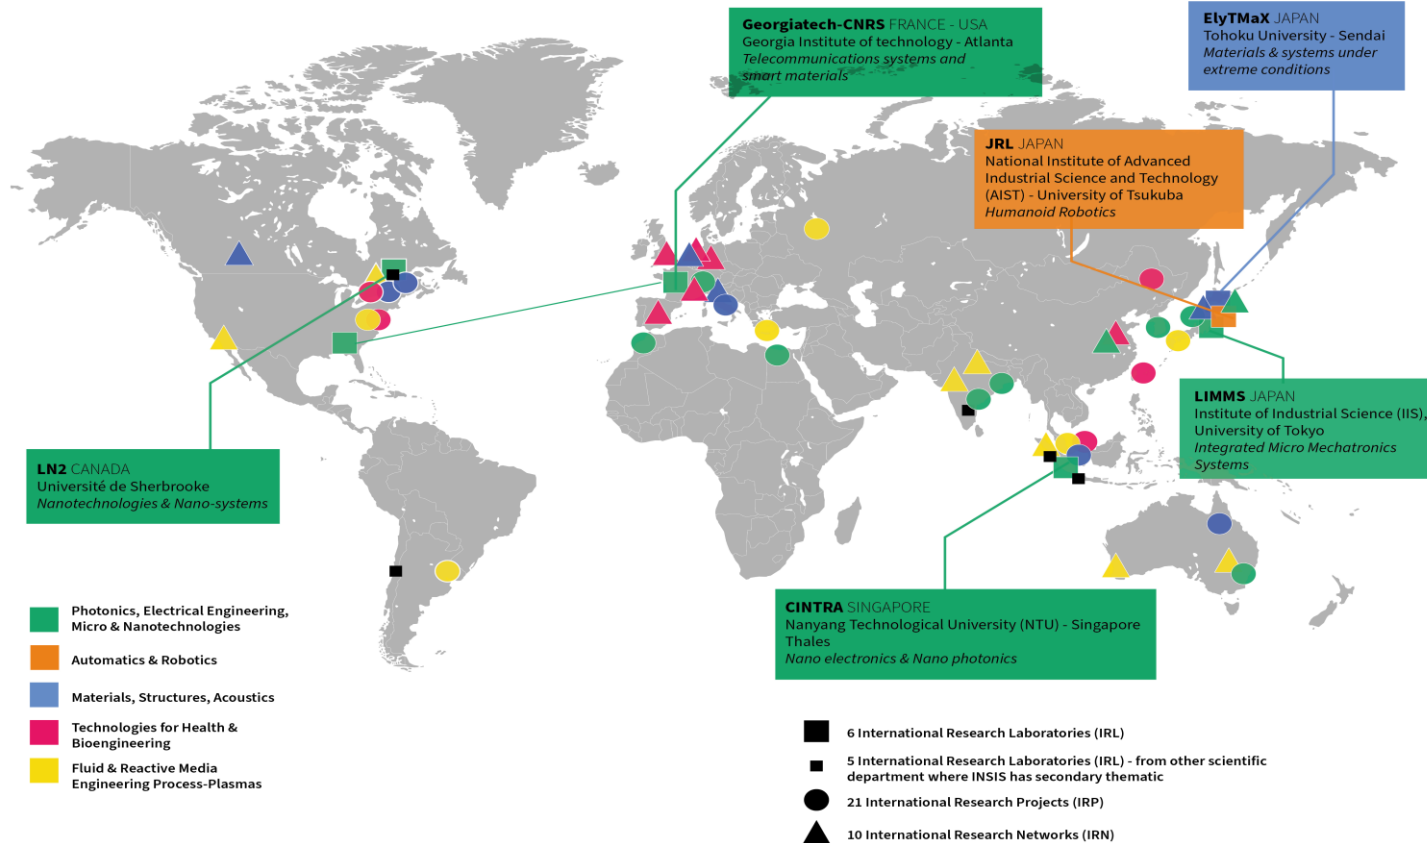 Georgiatech-CNRS FRANCE - USA
Georgia Institute of technology - Atlanta
Telecommunications systems and
smart materials
ElyTMaX JAPAN
Tohoku University - Sendai
Materials & systems under
extreme conditions
JRL JAPAN
National Institute of Advanced
Industrial Science and Technology
(AIST) - University of Tsukuba
Humanoid Robotics
LIMMS JAPAN
Institute of Industrial Science (IIS),
University of Tokyo
Integrated Micro Mechatronics
Systems
LN2 CANADA
Université de Sherbrooke
Nanotechnologies & Nano-systems
CINTRA SINGAPORE
Nanyang Technological University (NTU) - Singapore
Thales
Nano electronics & Nano photonics
Photonics, Electrical Engineering,
Micro & Nanotechnologies
Automatics & Robotics
Materials, Structures, Acoustics
Technologies for Health &
Bioengineering
Fluid & Reactive Media
Engineering Process-Plasmas
6 International Research Laboratories (IRL)
5 International Research Laboratories (IRL) - from other scientific
department where INSIS has secondary thematic
21 International Research Projects (IRP)
10 International Research Networks (IRN)